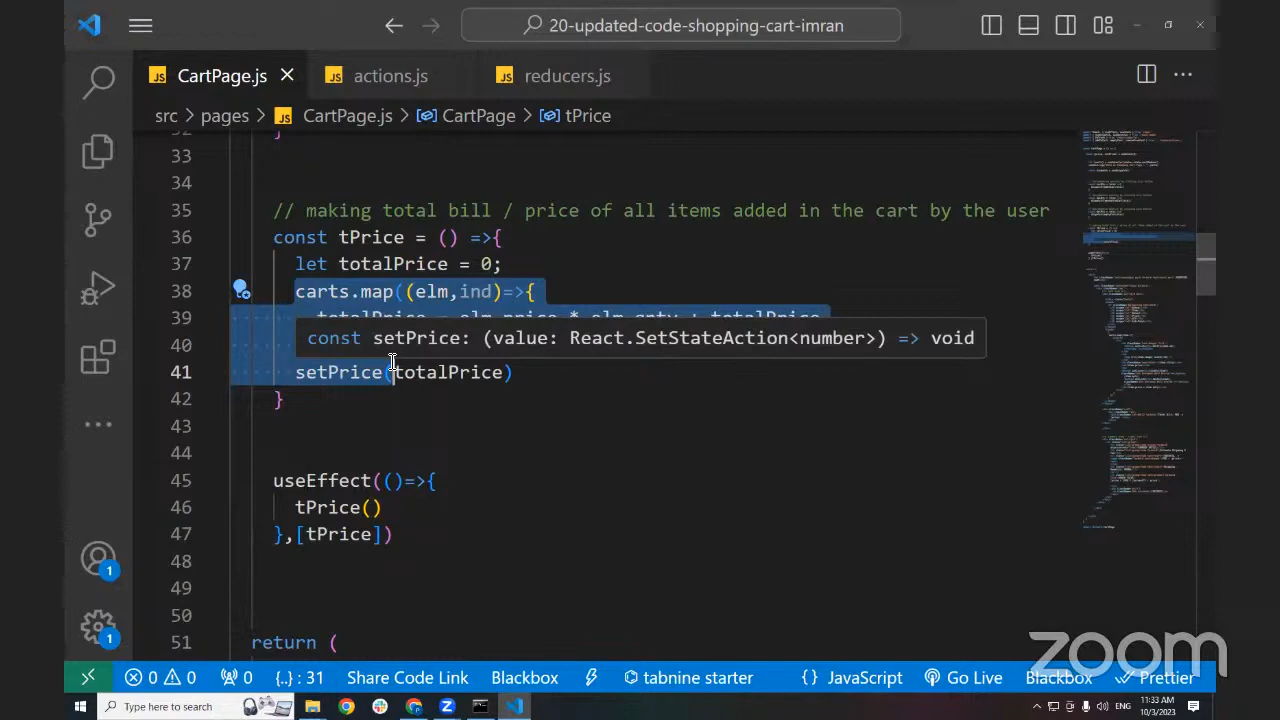 20-updated-code-shopping-cart-imran
CartPage.js
actions.js
reducers.js
src > pages > CartPage.js > CartPage > tPrice
33
34
35 // making total bill / price of all items added in the cart by the user
36 const tPrice = () =>{
37 let totalPrice = 0;
38 carts.map((elm,ind)=>{
39
const setPrice: (value: React.SetStateAction<number>) => void
40
41 setPrice(totalPrice)
42 }
43
44
45 useEffect(()=>{
46 tPrice()
47 },[tPrice])
48
49
50
51 return (
1
1
zoom
0 0 0 {..} : 31 Share Code Link Blackbox tabnine starter { } JavaScript Go Live Blackbox Prettier
Type here to search
11:33 AM
10/3/2023